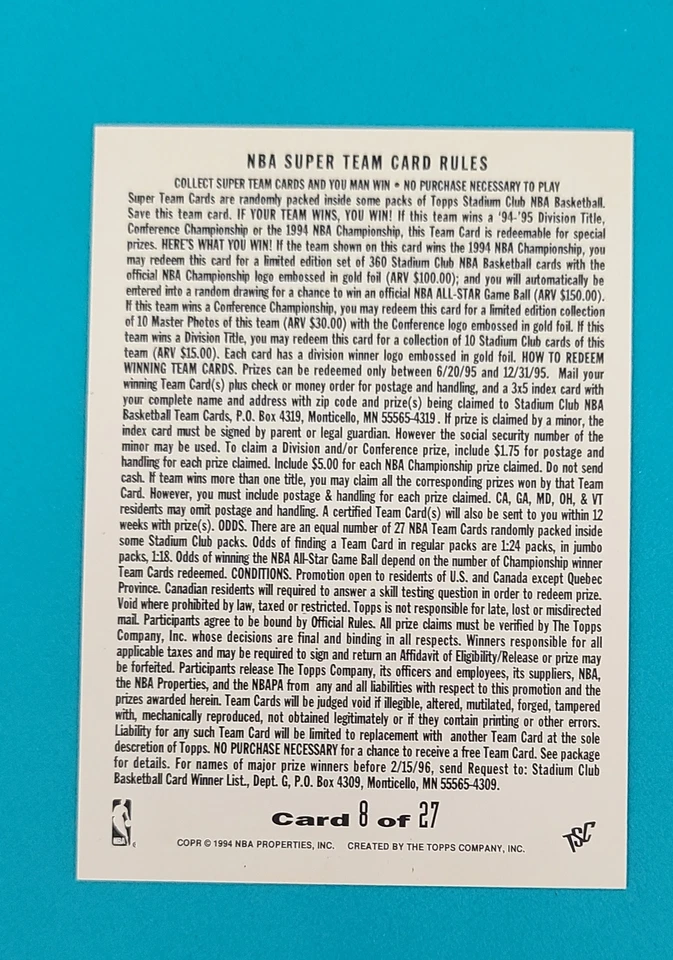 NBA SUPER TEAM CARD RULES
COLLECT SUPER TEAM CARDS AND YOU MAN WIN • NO PURCHASE NECESSARY TO PLAY
Super Team Cards are randomly packed inside some packs of Topps Stadium Club NBA Basketball.
Save this team card. IF YOUR TEAM WINS, YOU WIN! If this team wins a '94-'95 Division Title,
Conference Championship or the 1994 NBA Championship, this Team Card is redeemable for special
prizes. HERE'S WHAT YOU WIN! If the team shown on this card wins the 1994 NBA Championship, you
may redeem this card for a limited edition set of 360 Stadium Club NBA Basketball cards with the
official NBA Championship logo embossed in gold foil (ARV $100.00); and you will automatically be
entered into a random drawing for a chance to win an official NBA ALL-STAR Game Ball (ARV $150.00).
If this team wins a Conference Championship, you may redeem this card for a limited edition collection
of 10 Master Photos of this team (ARV $30.00) with the Conference logo embossed in gold foil. If this
team wins a Division Title, you may redeem this card for a collection of 10 Stadium Club cards of this
team (ARV $15.00). Each card has a division winner logo embossed in gold foil. HOW TO REDEEM
WINNING TEAM CARDS. Prizes can be redeemed only between 6/20/95 and 12/31/95. Mail your
winning Team Card(s) plus check or money order for postage and handling, and a 3x5 index card with
your complete name and address with zip code and prize(s) being claimed to Stadium Club NBA
Basketball Team Cards, P.O. Box 4319, Monticello, MN 55565-4319. If prize is claimed by a minor, the
index card must be signed by parent or legal guardian. However the social security number of the
minor may be used. To claim a Division and/or Conference prize, include $1.75 for postage and
handling for each prize claimed. Include $5.00 for each NBA Championship prize claimed. Do not send
cash. If team wins more than one title, you may claim all the corresponding prizes won by that Team
Card. However, you must include postage & handling for each prize claimed. CA, GA, MD, OH, & VT
residents may omit postage and handling. A certified Team Card(s) will also be sent to you within 12
weeks with prize(s). ODDS. There are an equal number of 27 NBA Team Cards randomly packed inside
some Stadium Club packs. Odds of finding a Team Card in regular packs are 1:24 packs, in jumbo
packs, 1:18. Odds of winning the NBA All-Star Game Ball depend on the number of Championship winner
Team Cards redeemed. CONDITIONS. Promotion open to residents of U.S. and Canada except Quebec
Province. Canadian residents will required to answer a skill testing question in order to redeem prize.
Void where prohibited by law, taxed or restricted. Topps is not responsible for late, lost or misdirected
mail. Participants agree to be bound by Official Rules. All prize claims must be verified by The Topps
Company, Inc. whose decisions are final and binding in all respects. Winners responsible for all
applicable taxes and may be required to sign and return an Affidavit of Eligibility/Release or prize may
be forfeited. Participants release The Topps Company, its officers and employees, its suppliers, NBA,
the NBA Properties, and the NBAPA from any and all liabilities with respect to this promotion and the
prizes awarded herein. Team Cards will be judged void if illegible, altered, mutilated, forged, tampered
with, mechanically reproduced, not obtained legitimately or if they contain printing or other errors.
Liability for any such Team Card will be limited to replacement with another Team Card at the sole
descretion of Topps. NO PURCHASE NECESSARY for a chance to receive a free Team Card. See package
for details. For names of major prize winners before 2/15/96, send Request to: Stadium Club
Basketball Card Winner List., Dept. G, P.O. Box 4309, Monticello, MN 55565-4309.
Card 8 of 27
NBA
COPR © 1994 NBA PROPERTIES, INC. CREATED BY THE TOPPS COMPANY, INC.
TSC